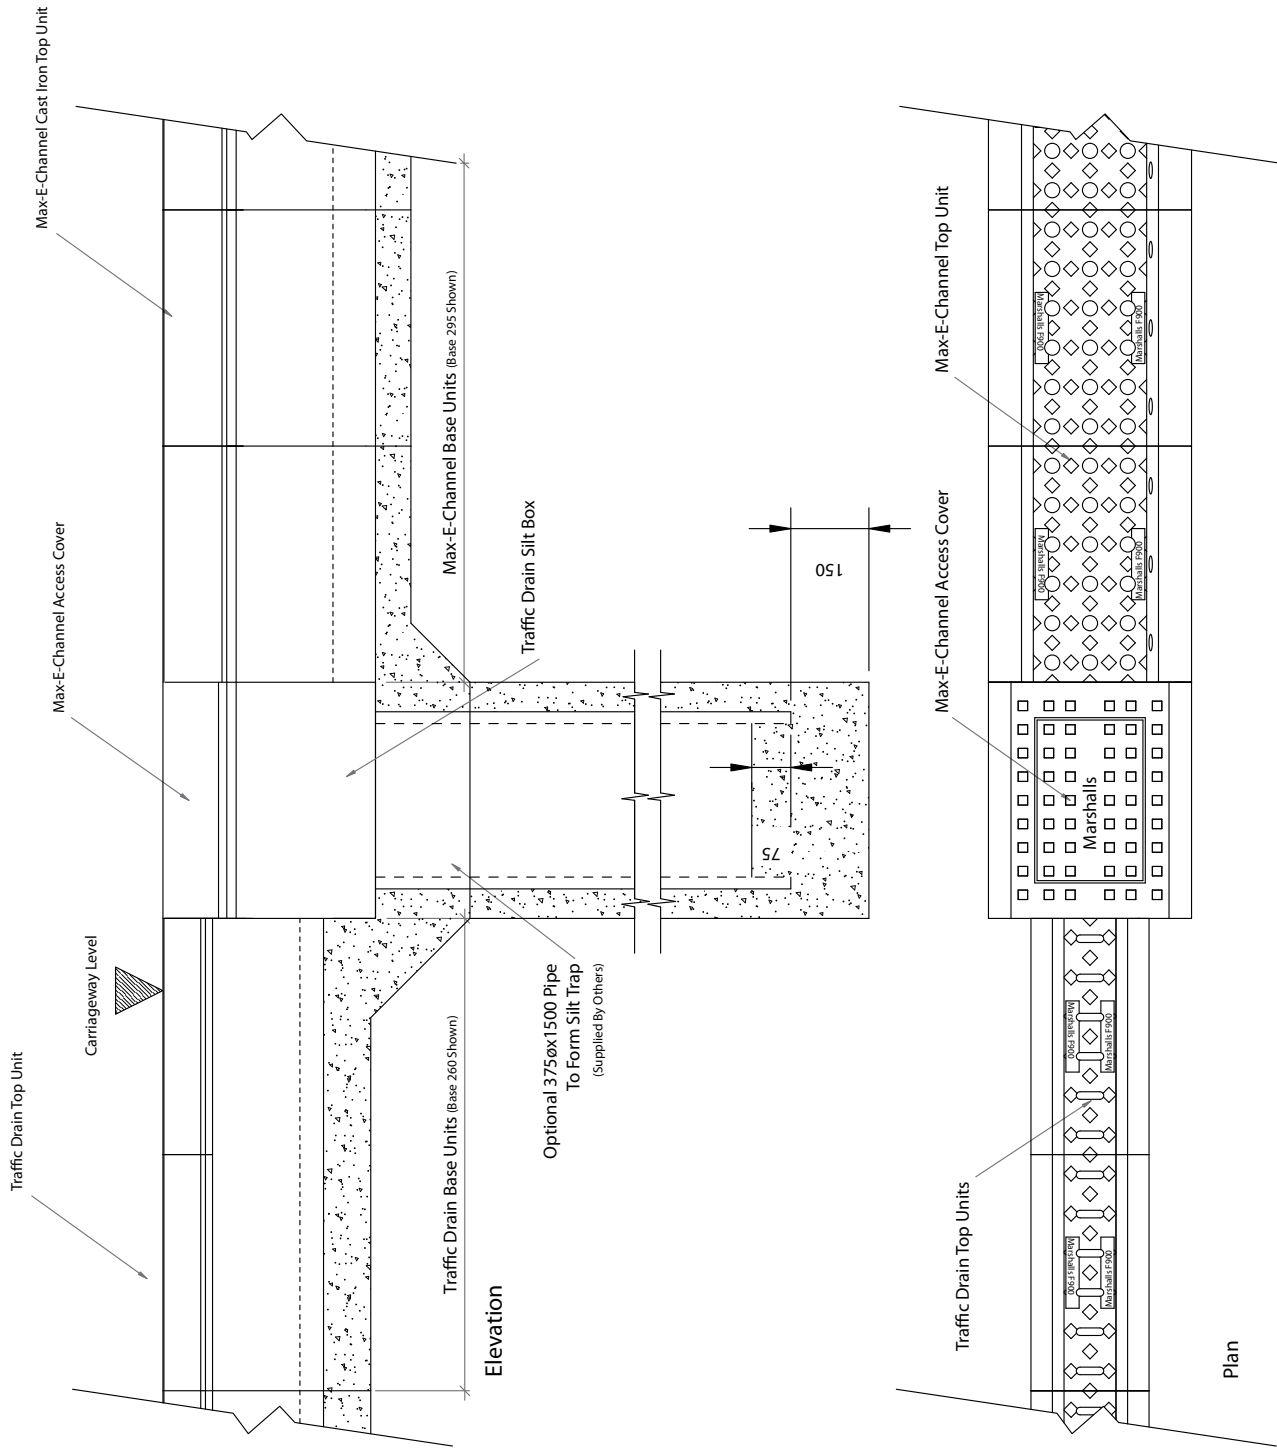 Traffic Drain Top Unit
Carriageway Level
Max-E-Channel Access Cover
Max-E-Channel Cast Iron Top Unit
Traffic Drain Base Units (Base 260 Shown)
Max-E-Channel Base Units (Base 295 Shown)
Traffic Drain Silt Box
Optional 375øx1500 Pipe
To Form Silt Trap
(Supplied By Others)
75
150
Elevation
Traffic Drain Top Units
Max-E-Channel Access Cover
Max-E-Channel Top Unit
Marshalls F900
Marshalls F900
Marshalls F900
Marshalls F900
Marshalls
Marshalls F900
Marshalls F900
Marshalls F900
Marshalls F900
Plan